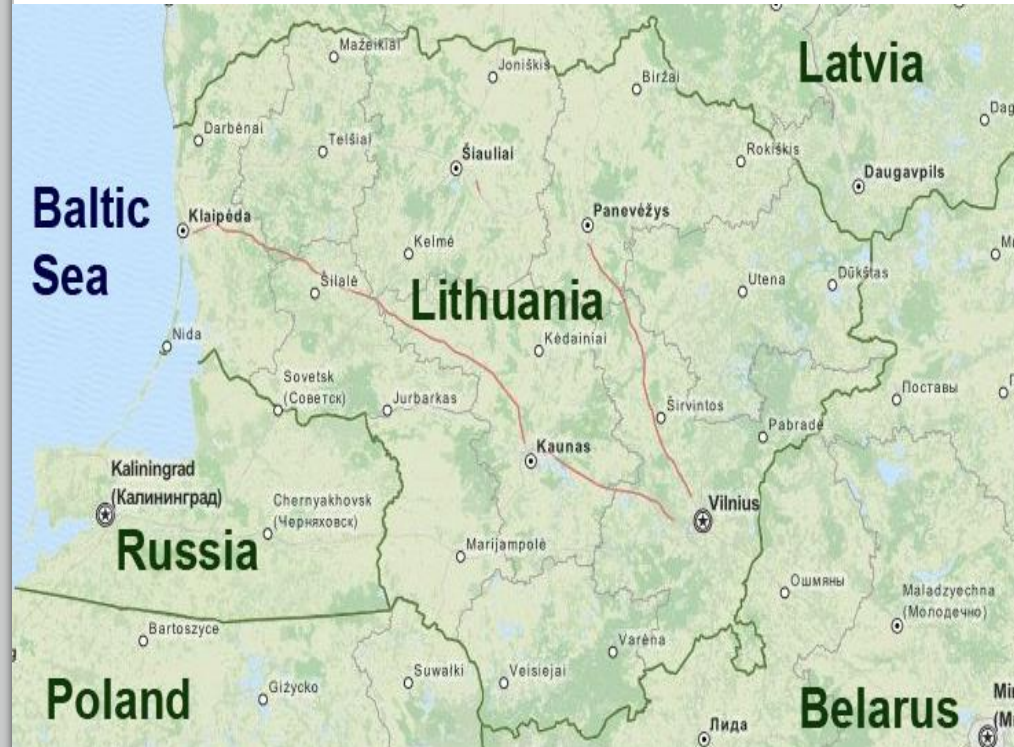 Mažeikiai
Joniškis
Biržai
Latvia
Darbėnai
Telšiai
Šiauliai
Rokiškis
Daugavpils
Baltic
Sea
Klaipėda
Panevėžys
Kelmė
Šilalė
Lithuania
Utena
Dūkštas
Nida
Kėdainiai
Sovetsk
(Советск)
Jurbarkas
Širvintos
Pabradė
Поставы
Kaunas
Kaliningrad
(Калининград)
Chernyakhovsk
(Черняховск)
Vilnius
Russia
Marijampolė
Ошмяны
Maladzyechna
(Молодечно)
Bartoszyce
Varėna
Suwałki
Veisiejai
Giżycko
Poland
Belarus
Лида